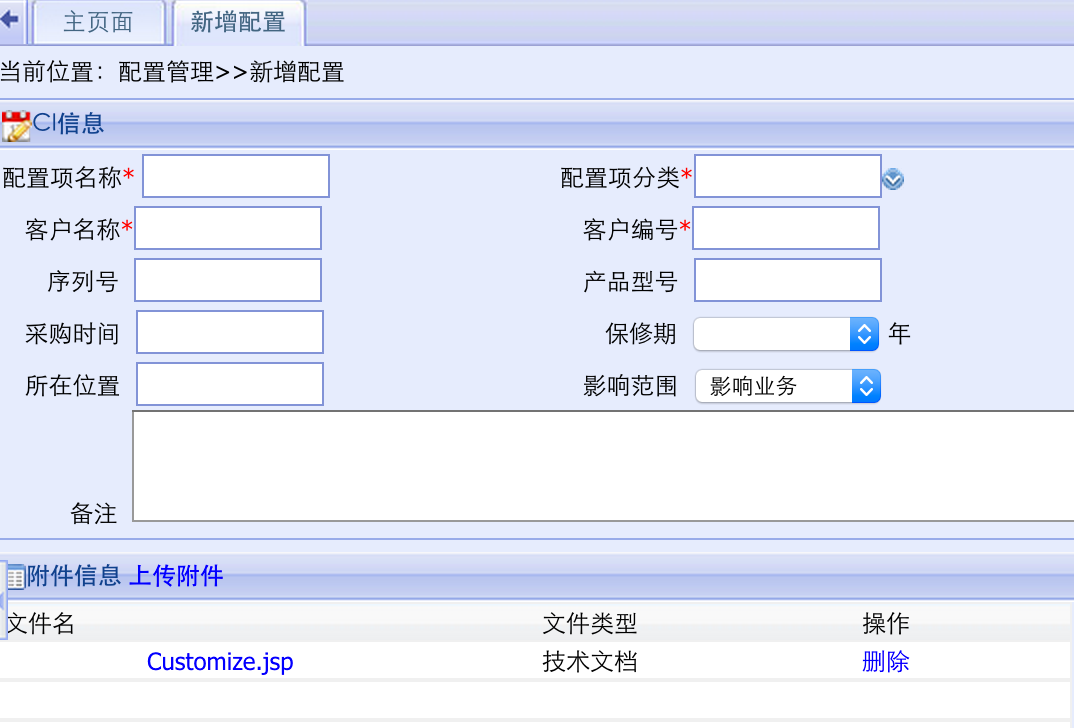 主页面 新增配置
当前位置：配置管理>>新增配置
CI信息
配置项名称* 配置项分类*
客户名称* 客户编号*
序列号 产品型号
采购时间 保修期 年
所在位置 影响范围 影响业务
备注
附件信息 上传附件
文件名 文件类型 操作
Customize.jsp 技术文档 删除